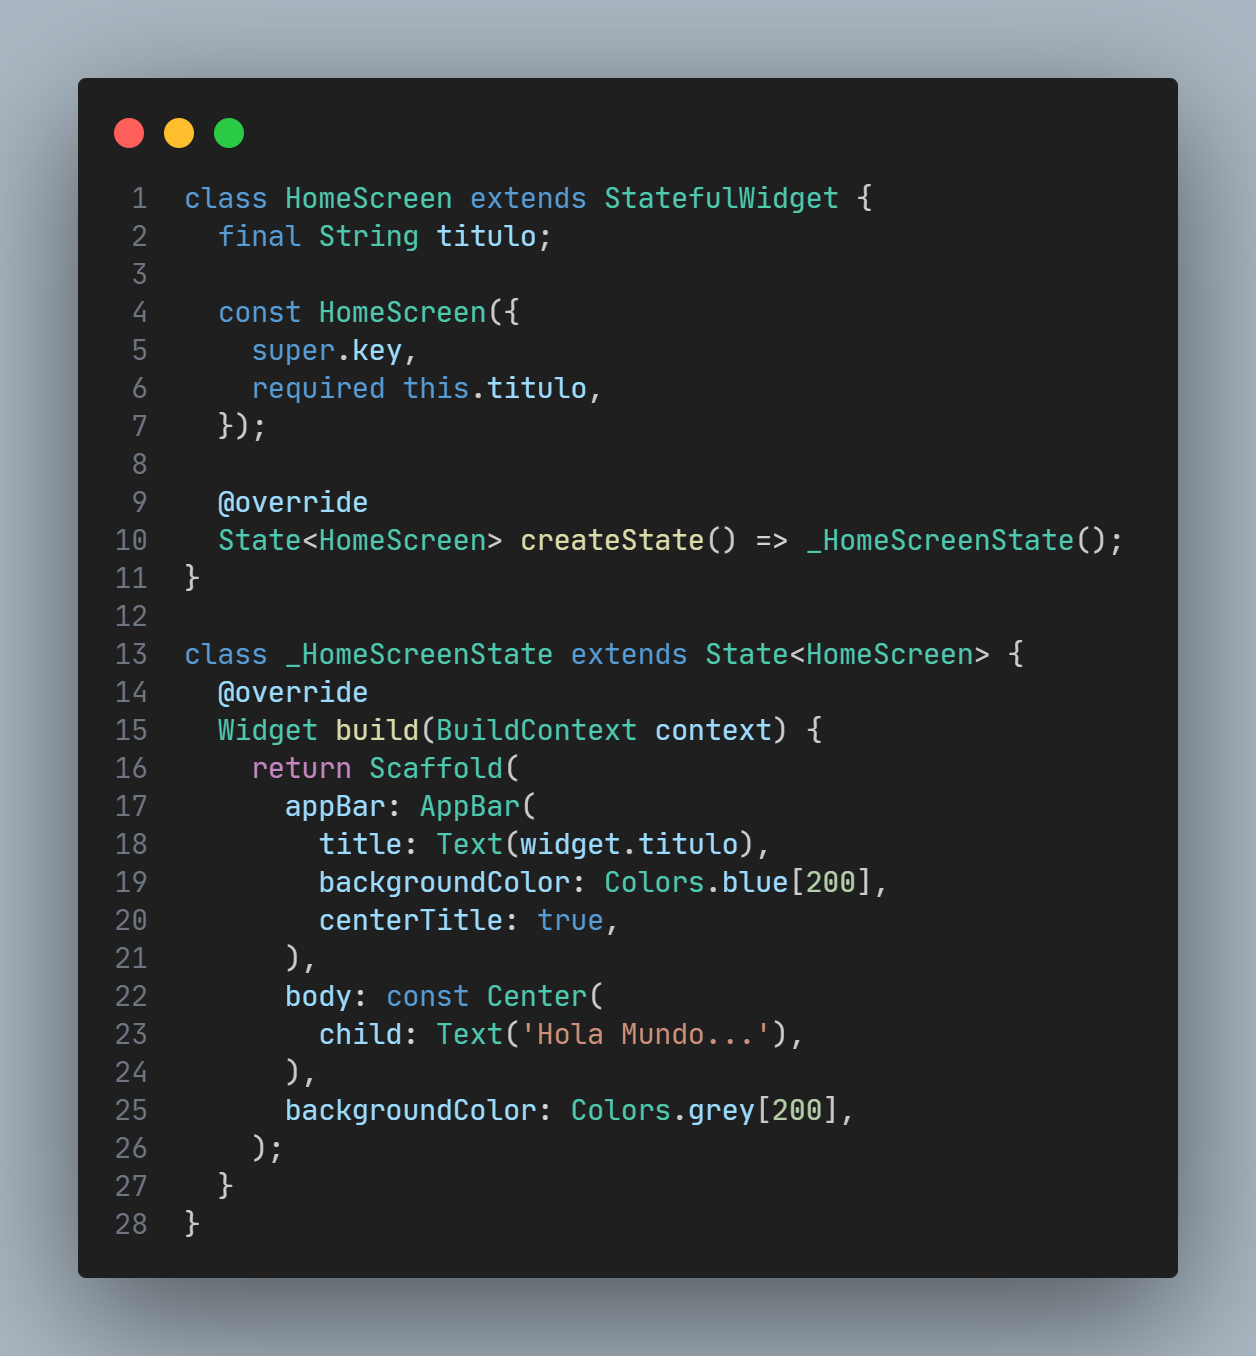 1 class HomeScreen extends StatefulWidget {
2   final String titulo;
3
4   const HomeScreen({
5     super.key,
6     required this.titulo,
7   });
8
9   @override
10   State<HomeScreen> createState() => _HomeScreenState();
11 }
12
13 class _HomeScreenState extends State<HomeScreen> {
14   @override
15   Widget build(BuildContext context) {
16     return Scaffold(
17       appBar: AppBar(
18         title: Text(widget.titulo),
19         backgroundColor: Colors.blue[200],
20         centerTitle: true,
21       ),
22       body: const Center(
23         child: Text('Hola Mundo...'),
24       ),
25       backgroundColor: Colors.grey[200],
26     );
27   }
28 }